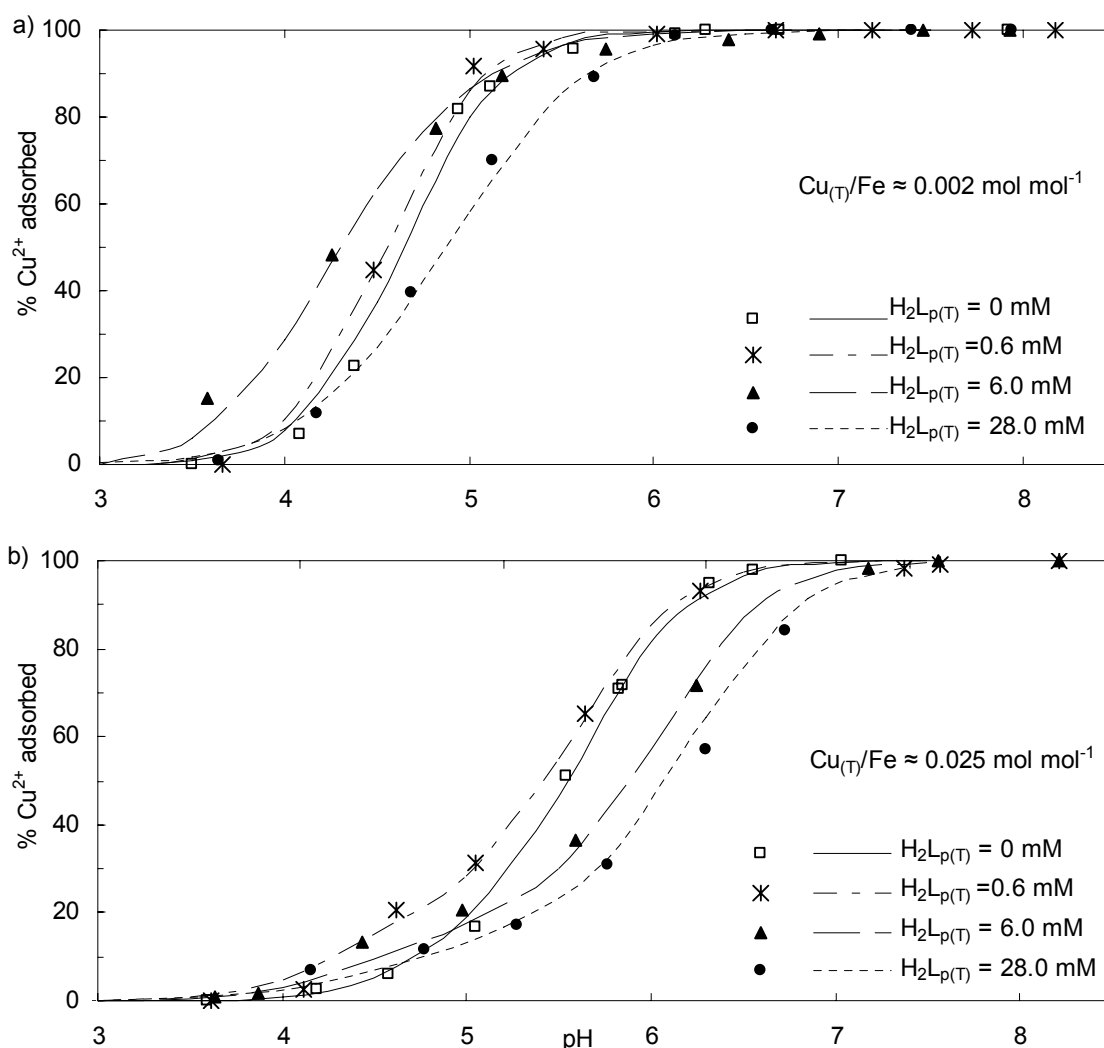 a)
100
80
60
40
20
0
% Cu²⁺ adsorbed
Cu₍T₎/Fe ≈ 0.002 mol mol⁻¹
H₂Lₚ₍T₎ = 0 mM
H₂Lₚ₍T₎ =0.6 mM
H₂Lₚ₍T₎ = 6.0 mM
H₂Lₚ₍T₎ = 28.0 mM
3 4 5 6 7 8
b)
100
80
60
40
20
0
% Cu²⁺ adsorbed
Cu₍T₎/Fe ≈ 0.025 mol mol⁻¹
H₂Lₚ₍T₎ = 0 mM
H₂Lₚ₍T₎ =0.6 mM
H₂Lₚ₍T₎ = 6.0 mM
H₂Lₚ₍T₎ = 28.0 mM
3 4 5 6 7 8
pH